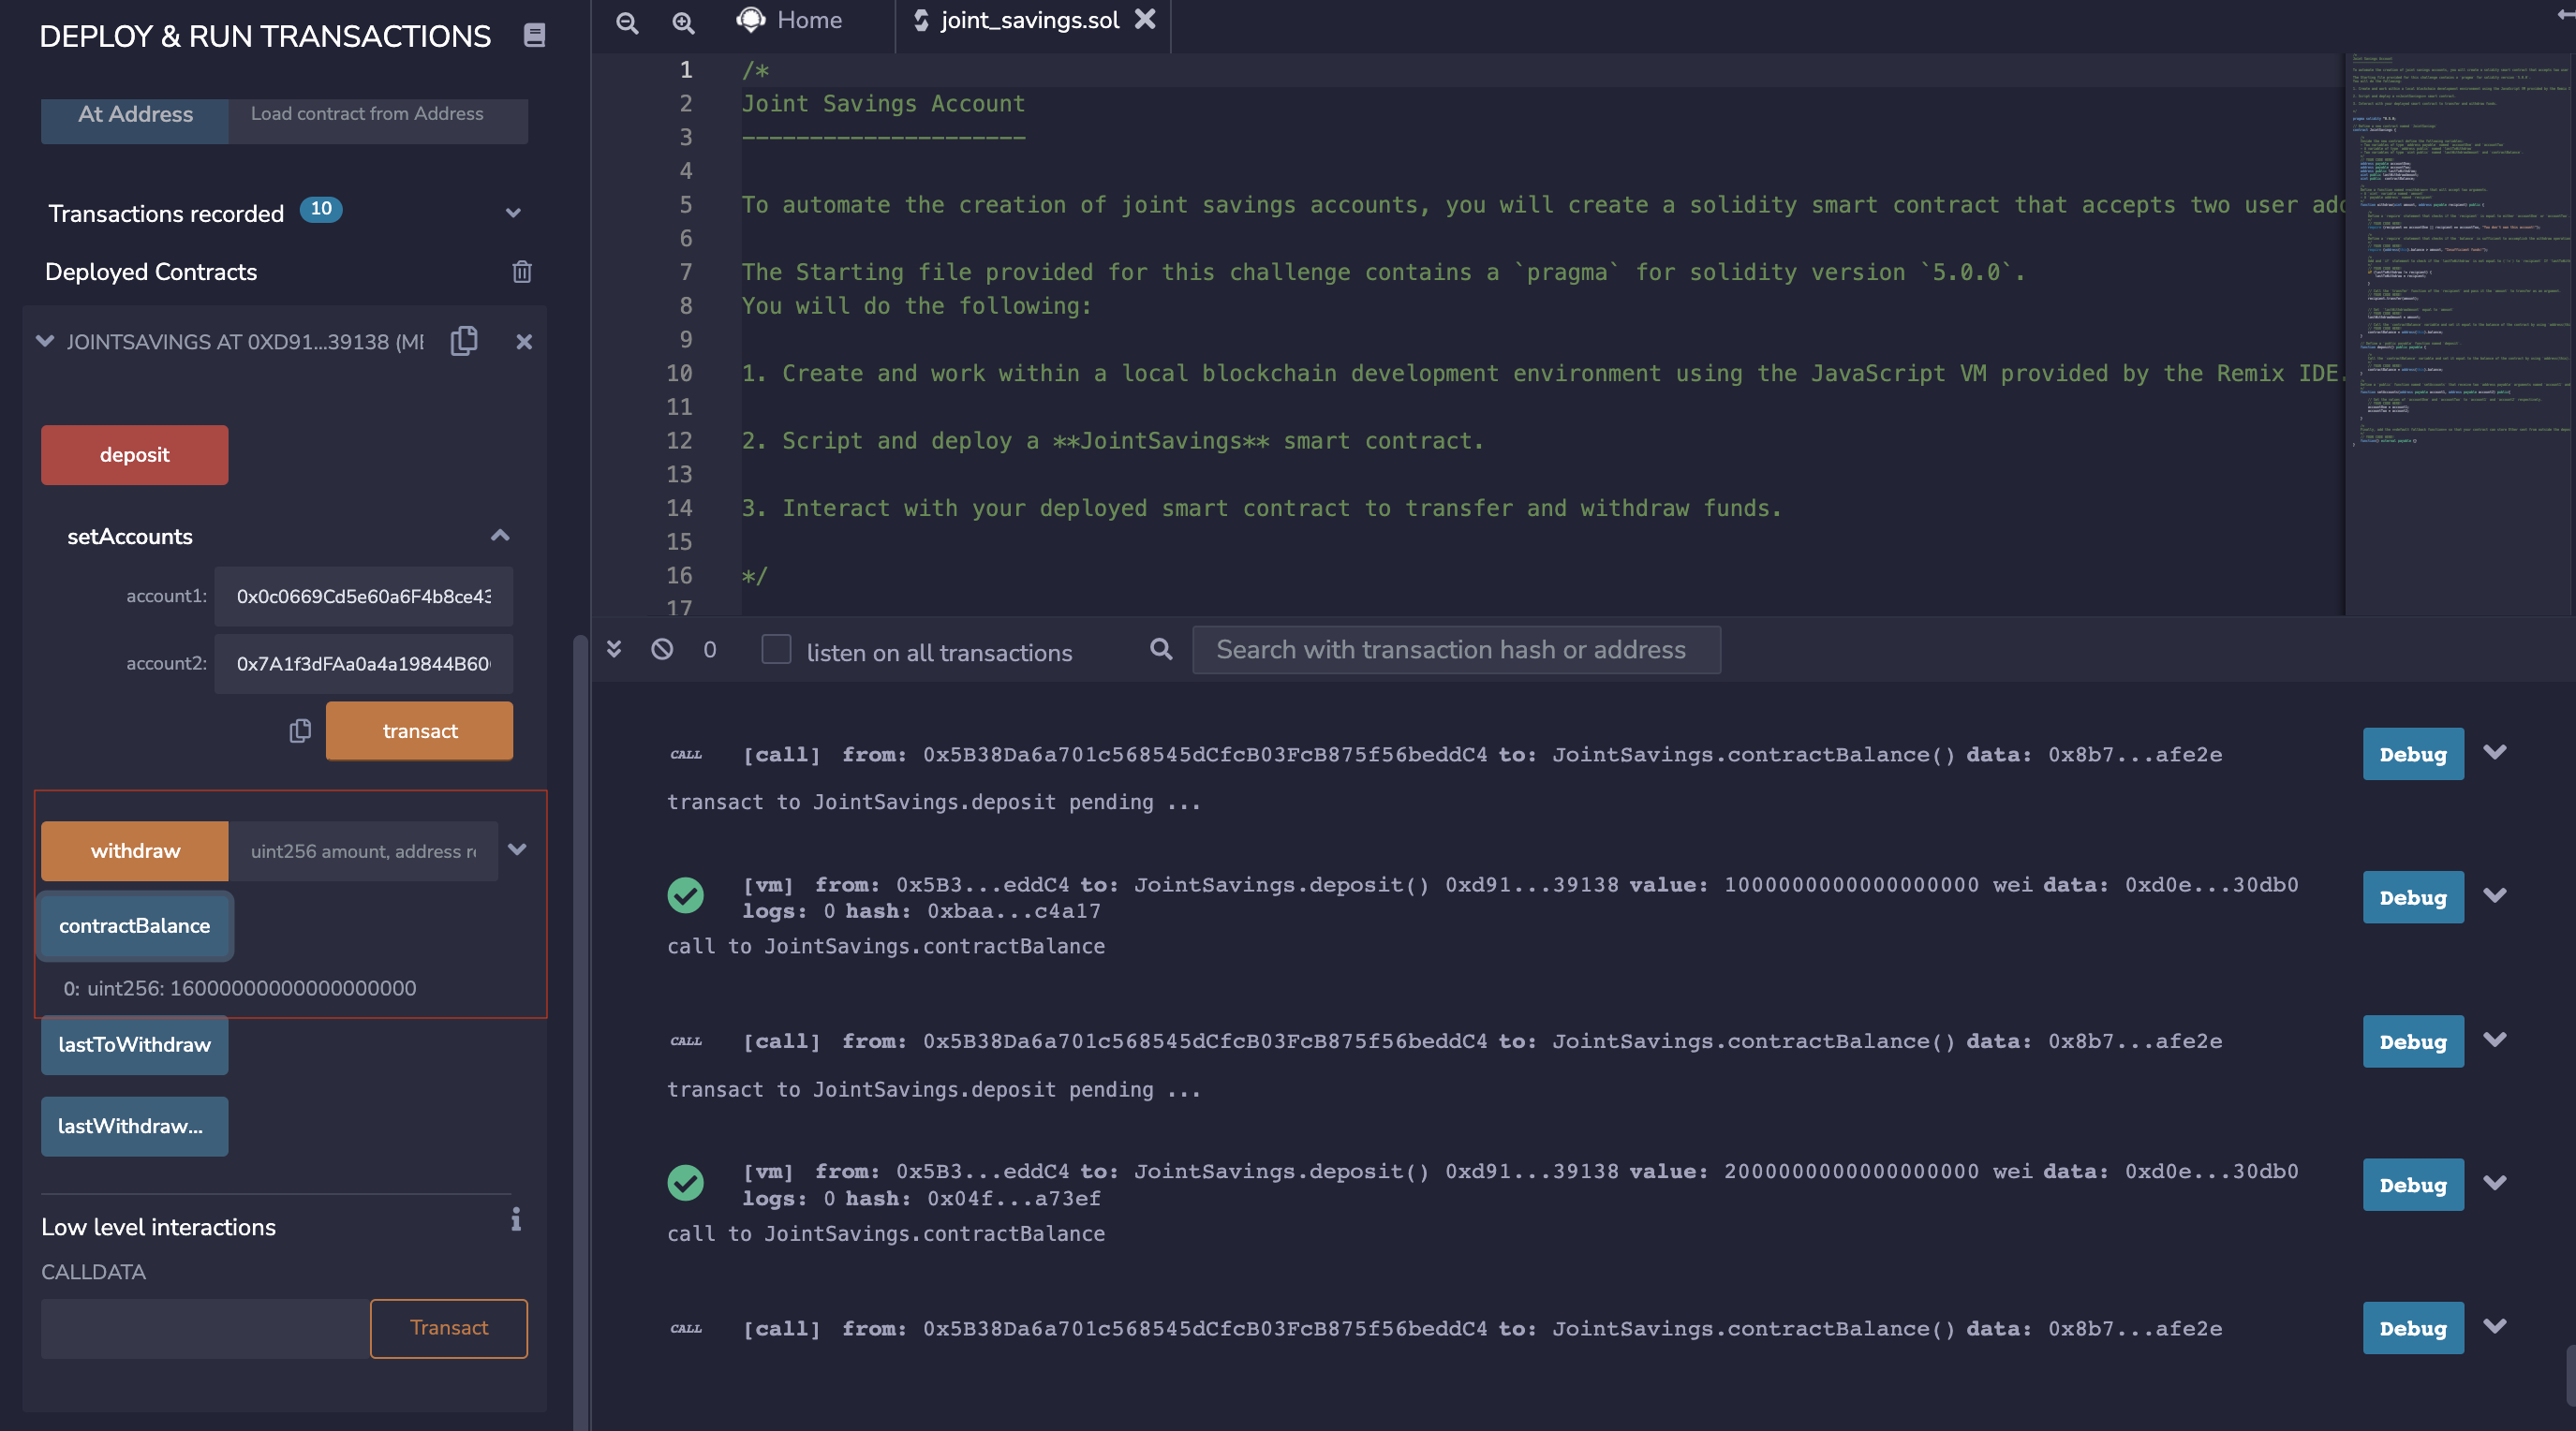 DEPLOY & RUN TRANSACTIONS
At Address
Load contract from Address
Transactions recorded 10
Deployed Contracts
JOINTSAVINGS AT 0XD91...39138 (ME
deposit
setAccounts
account1: 0x0c0669Cd5e60a6F4b8ce43
account2: 0x7A1f3dFAa0a4a19844B60
transact
withdraw
uint256 amount, address r
contractBalance
0: uint256: 16000000000000000000
lastToWithdraw
lastWithdraw...
Low level interactions
CALLDATA
Transact
Home
joint_savings.sol
1 /*
2 Joint Savings Account
3 ---------------------
4
5 To automate the creation of joint savings accounts, you will create a solidity smart contract that accepts two user add
6
7 The Starting file provided for this challenge contains a `pragma` for solidity version `5.0.0`.
8 You will do the following:
9
10 1. Create and work within a local blockchain development environment using the JavaScript VM provided by the Remix IDE.
11
12 2. Script and deploy a **JointSavings** smart contract.
13
14 3. Interact with your deployed smart contract to transfer and withdraw funds.
15
16 */
17
0
listen on all transactions
Search with transaction hash or address
CALL [call] from: 0x5B38Da6a701c568545dCfcB03FcB875f56beddC4 to: JointSavings.contractBalance() data: 0x8b7...afe2e
Debug
transact to JointSavings.deposit pending ...
[vm] from: 0x5B3...eddC4 to: JointSavings.deposit() 0xd91...39138 value: 1000000000000000000 wei data: 0xd0e...30db0
logs: 0 hash: 0xbaa...c4a17
Debug
call to JointSavings.contractBalance
CALL [call] from: 0x5B38Da6a701c568545dCfcB03FcB875f56beddC4 to: JointSavings.contractBalance() data: 0x8b7...afe2e
Debug
transact to JointSavings.deposit pending ...
[vm] from: 0x5B3...eddC4 to: JointSavings.deposit() 0xd91...39138 value: 2000000000000000000 wei data: 0xd0e...30db0
logs: 0 hash: 0x04f...a73ef
Debug
call to JointSavings.contractBalance
CALL [call] from: 0x5B38Da6a701c568545dCfcB03FcB875f56beddC4 to: JointSavings.contractBalance() data: 0x8b7...afe2e
Debug